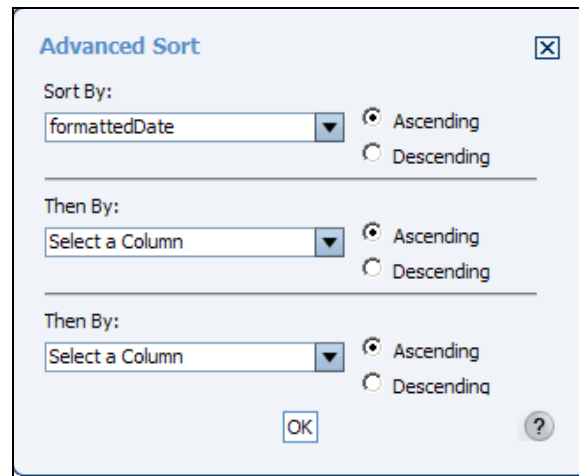 Advanced Sort
Sort By:
formattedDate
Ascending
Descending
Then By:
Select a Column
Ascending
Descending
Then By:
Select a Column
Ascending
Descending
OK
?